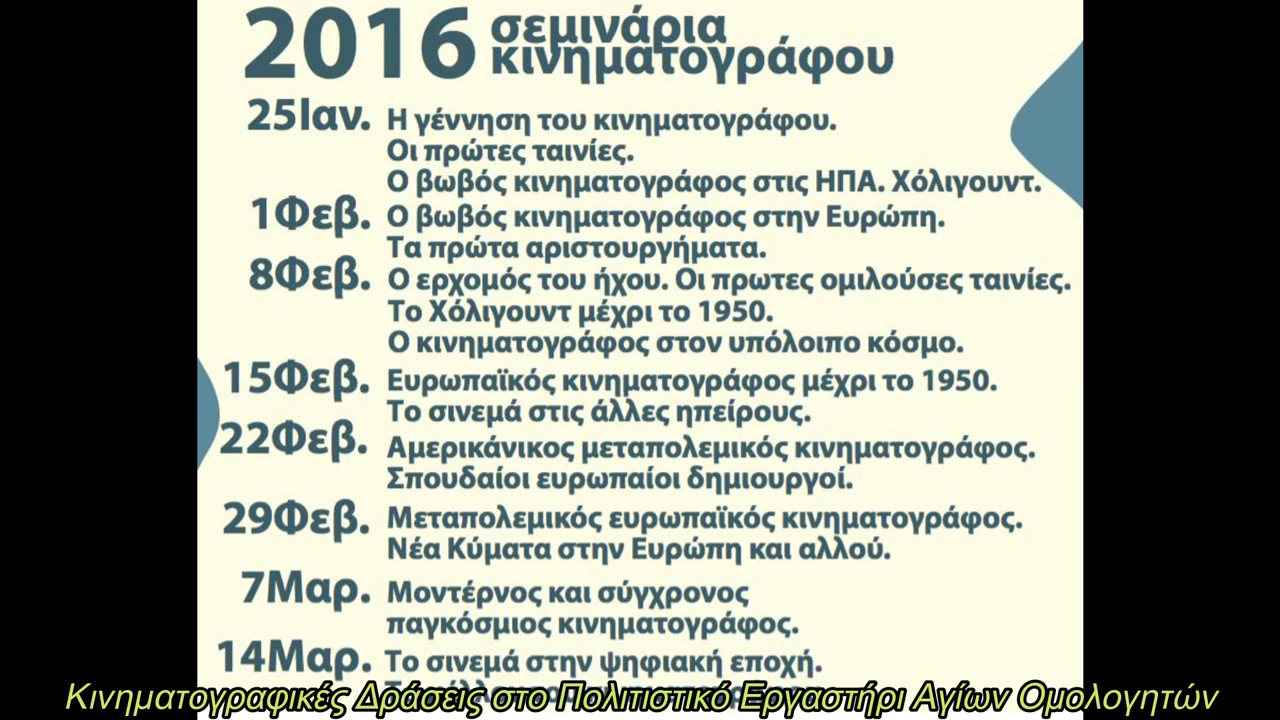 2016 σεμινάρια
κινηματογράφου
25Ιαν. Η γέννηση του κινηματογράφου.
Οι πρώτες ταινίες.
Ο βωβός κινηματογράφος στις ΗΠΑ. Χόλιγουντ.
1Φεβ. Ο βωβός κινηματογράφος στην Ευρώπη.
Τα πρώτα αριστουργήματα.
8Φεβ. Ο ερχομός του ήχου. Οι πρωτες ομιλούσες ταινίες.
Το Χόλιγουντ μέχρι το 1950.
Ο κινηματογράφος στον υπόλοιπο κόσμο.
15Φεβ. Ευρωπαϊκός κινηματογράφος μέχρι το 1950.
Το σινεμά στις άλλες ηπείρους.
22Φεβ. Αμερικάνικος μεταπολεμικός κινηματογράφος.
Σπουδαίοι ευρωπαίοι δημιουργοί.
29Φεβ. Μεταπολεμικός ευρωπαϊκός κινηματογράφος.
Νέα Κύματα στην Ευρώπη και αλλού.
7Μαρ. Μοντέρνος και σύγχρονος
παγκόσμιος κινηματογράφος.
14Μαρ. Το σινεμά στην ψηφιακή εποχή.
Κινηματογραφικές Δράσεις στο Πολιτιστικό Εργαστήρι Αγίων Ομολογητών